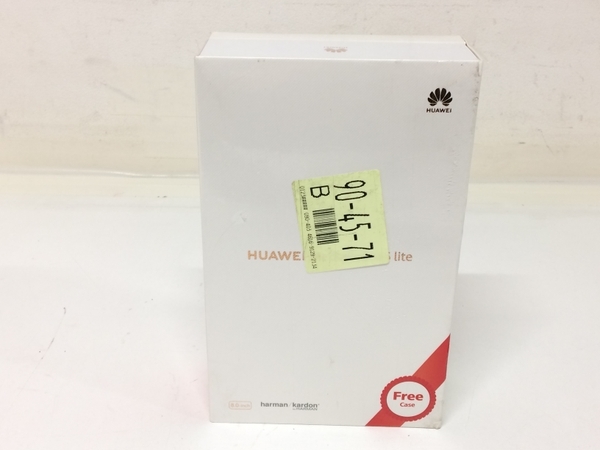 HUAWEI
90-45-71
B
HUAWEI
lite
harman/kardon
Free
Case